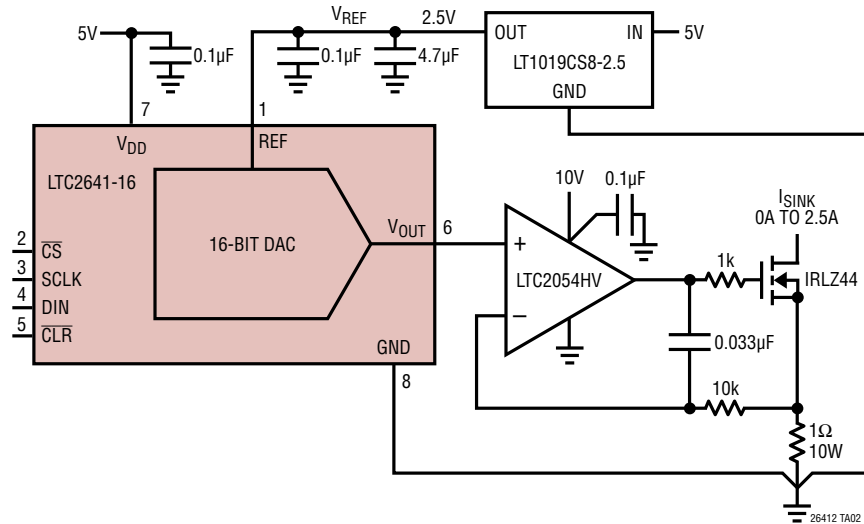 5V
0.1µF
VREF
2.5V
0.1µF
4.7µF
OUT
IN
5V
LT1019CS8-2.5
GND
7
1
VDD
REF
LTC2641-16
16-BIT DAC
VOUT
6
2
CS
3
SCLK
4
DIN
5
CLR
GND
8
10V
0.1µF
+
LTC2054HV
–
1k
ISINK
0A TO 2.5A
IRLZ44
0.033µF
10k
1Ω
10W
26412 TA02